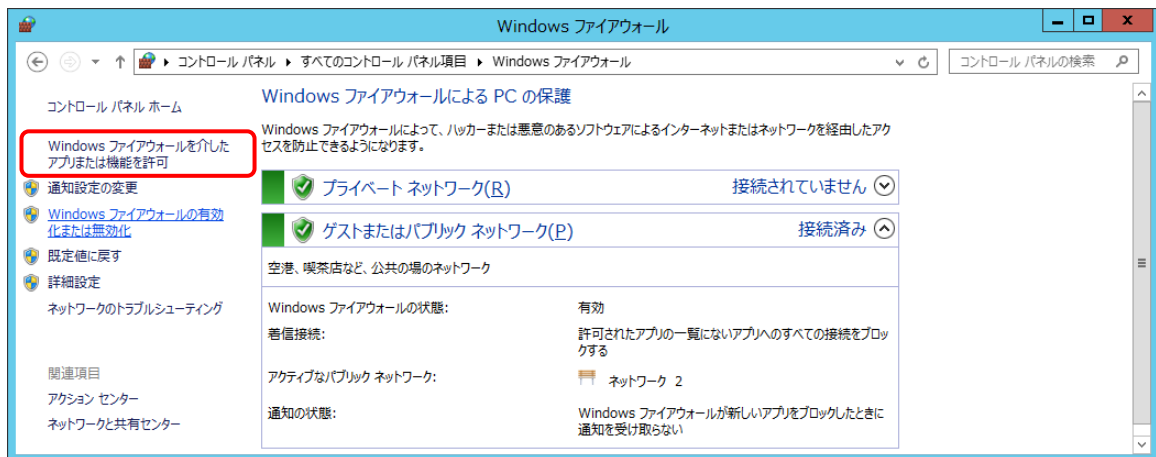 Windows ファイアウォール
コントロール パネル ▸ すべてのコントロール パネル項目 ▸ Windows ファイアウォール
コントロール パネルの検索
コントロール パネル ホーム
Windows ファイアウォールを介した
アプリまたは機能を許可
通知設定の変更
Windows ファイアウォールの有効
化または無効化
既定値に戻す
詳細設定
ネットワークのトラブルシューティング
関連項目
アクション センター
ネットワークと共有センター
Windows ファイアウォールによる PC の保護
Windows ファイアウォールによって、ハッカーまたは悪意のあるソフトウェアによるインターネットまたはネットワークを経由したアク
セスを防止できるようになります。
プライベート ネットワーク(R) 接続されていません
ゲストまたはパブリック ネットワーク(P) 接続済み
空港、喫茶店など、公共の場のネットワーク
Windows ファイアウォールの状態: 有効
着信接続: 許可されたアプリの一覧にないアプリへのすべての接続をブロッ
クする
アクティブなパブリック ネットワーク: ネットワーク 2
通知の状態: Windows ファイアウォールが新しいアプリをブロックしたときに
通知を受け取らない